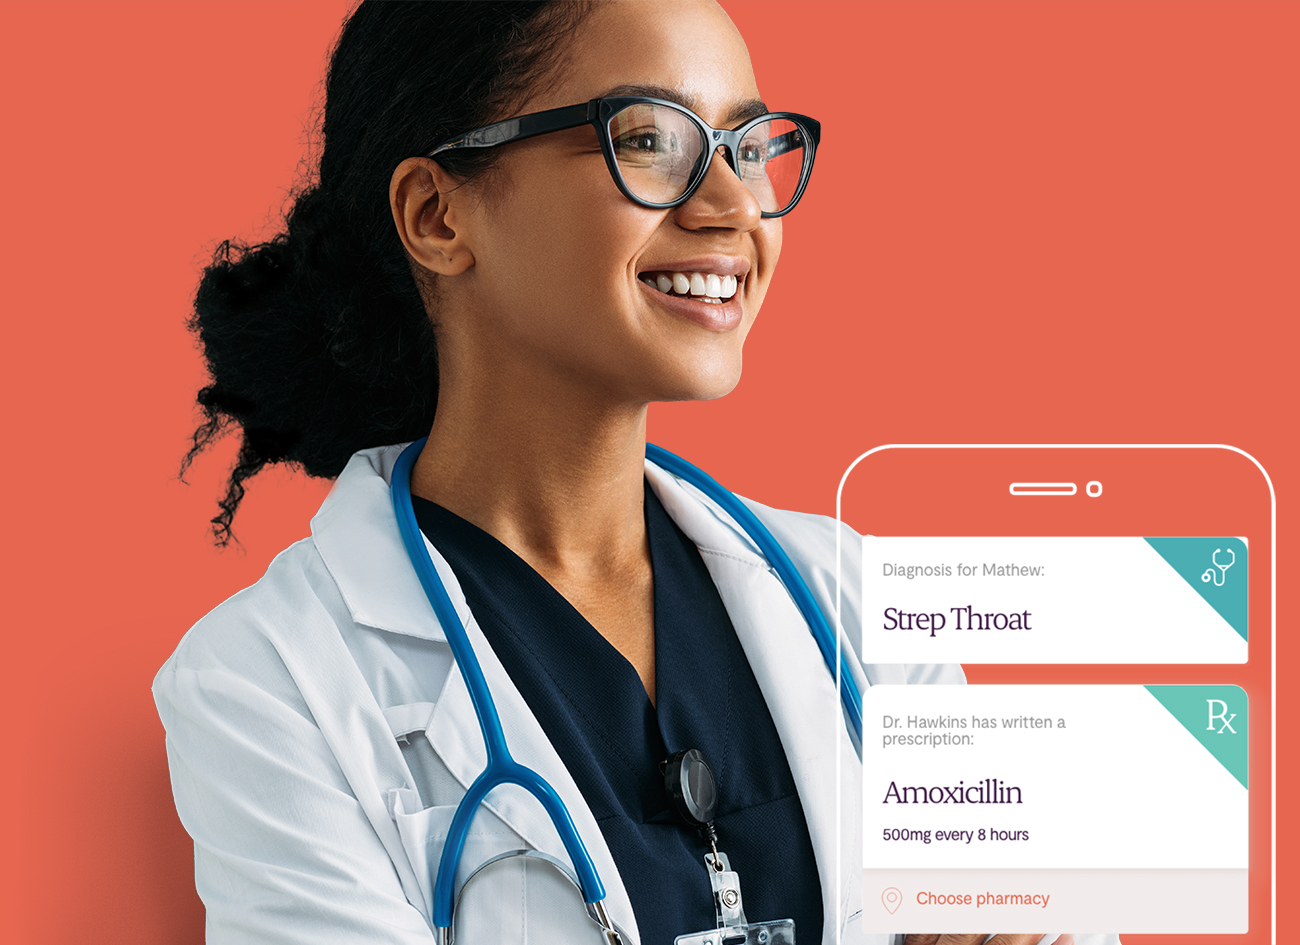 Diagnosis for Mathew:
Strep Throat
Rx
Dr. Hawkins has written a
prescription:
Amoxicillin
500mg every 8 hours
Choose pharmacy